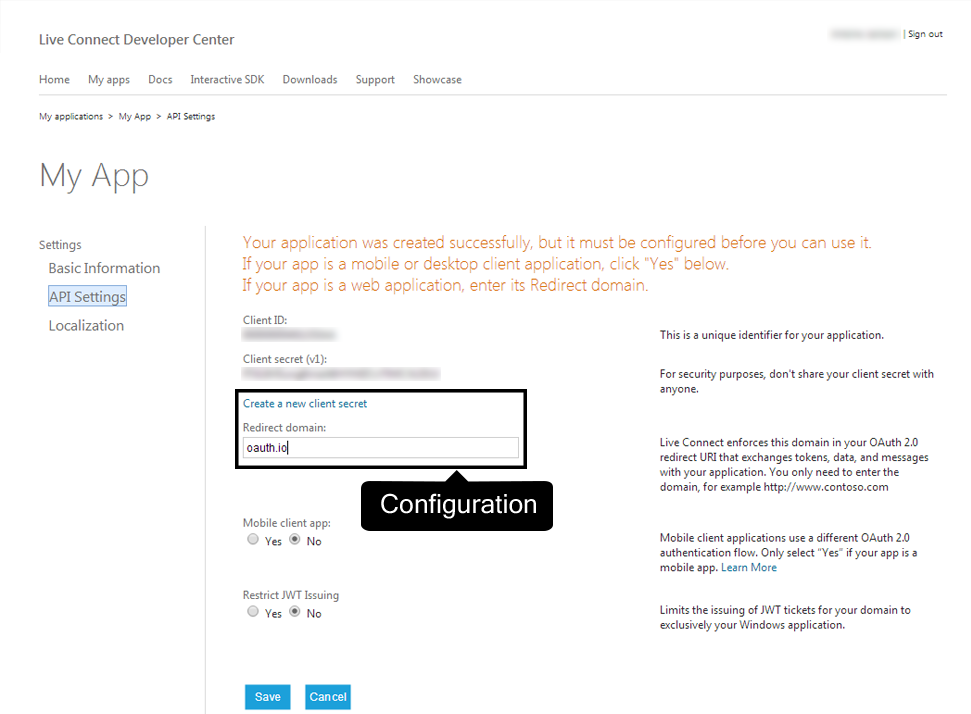 Live Connect Developer Center
| Sign out
Home My apps Docs Interactive SDK Downloads Support Showcase
My applications > My App > API Settings
My App
Settings
Basic Information
API Settings
Localization
Your application was created successfully, but it must be configured before you can use it.
If your app is a mobile or desktop client application, click "Yes" below.
If your app is a web application, enter its Redirect domain.
Client ID:
This is a unique identifier for your application.
Client secret (v1):
For security purposes, don't share your client secret with
anyone.
Create a new client secret
Redirect domain:
oauth.io
Live Connect enforces this domain in your OAuth 2.0
redirect URI that exchanges tokens, data, and messages
with your application. You only need to enter the
domain, for example http://www.contoso.com
Configuration
Mobile client app:
Yes No
Mobile client applications use a different OAuth 2.0
authentication flow. Only select "Yes" if your app is a
mobile app. Learn More
Restrict JWT Issuing
Yes No
Limits the issuing of JWT tickets for your domain to
exclusively your Windows application.
Save Cancel